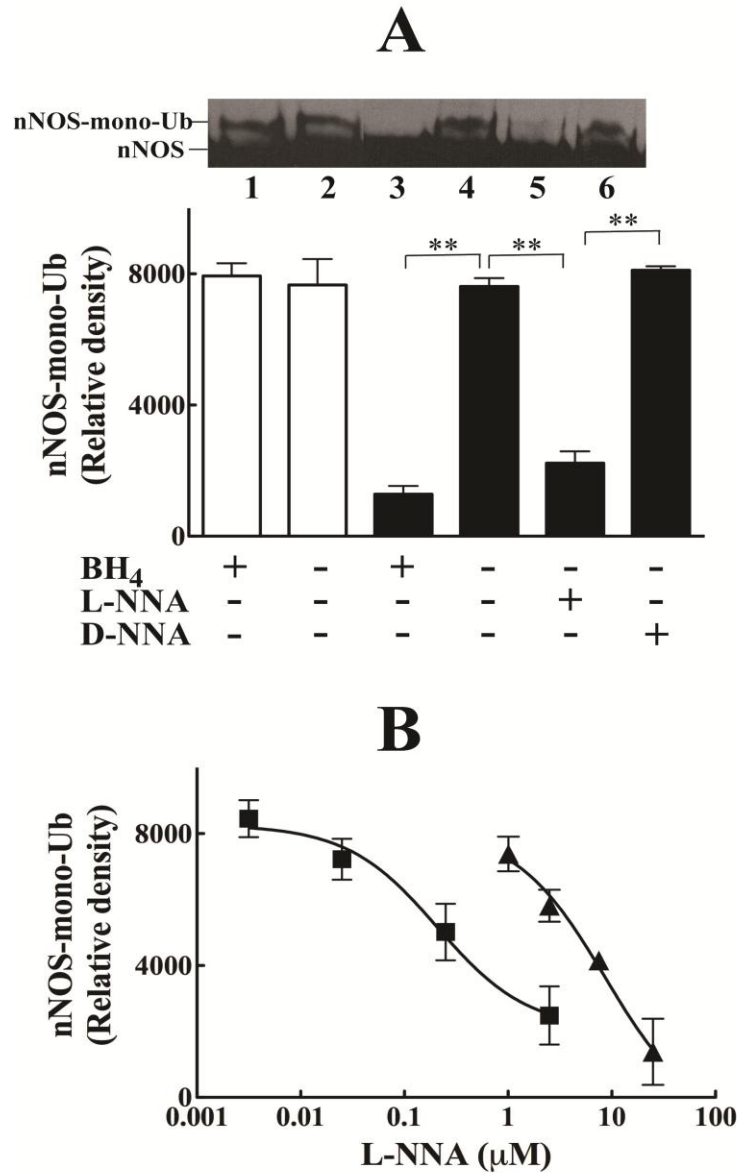 A
nNOS-mono-Ub
nNOS
1 2 3 4 5 6
** ** **
nNOS-mono-Ub
(Relative density)
8000
4000
0
BH4 + - + - - -
L-NNA - - - - + -
D-NNA - - - - - +
B
nNOS-mono-Ub
(Relative density)
8000
4000
0
0.001 0.01 0.1 1 10 100
L-NNA (μM)